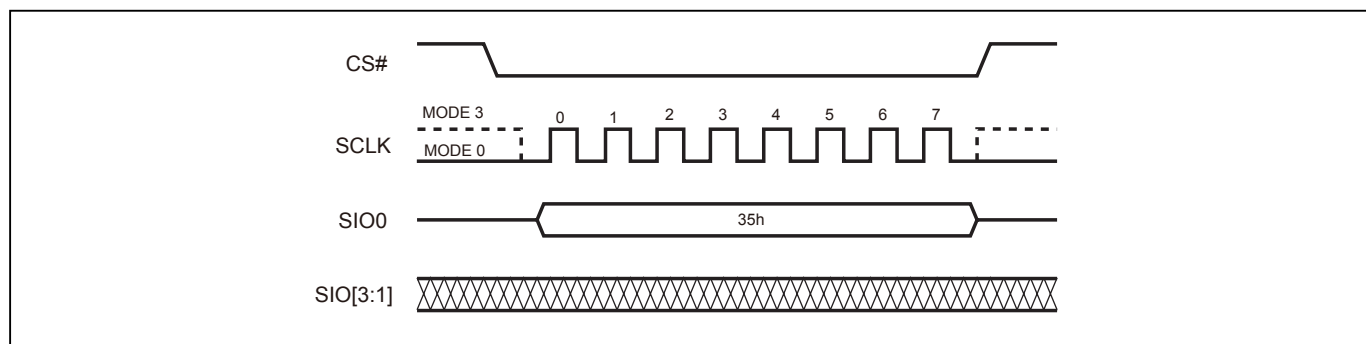 CS#
MODE 3
0 1 2 3 4 5 6 7
SCLK
MODE 0
SIO0
35h
SIO[3:1]